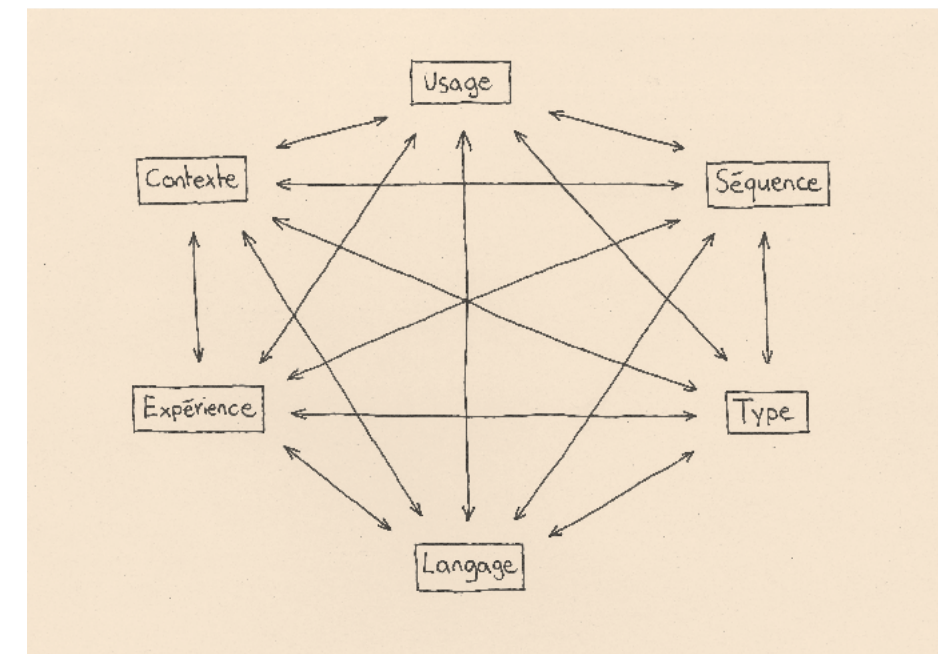 Usage
Contexte
Séquence
Expérience
Type
Langage